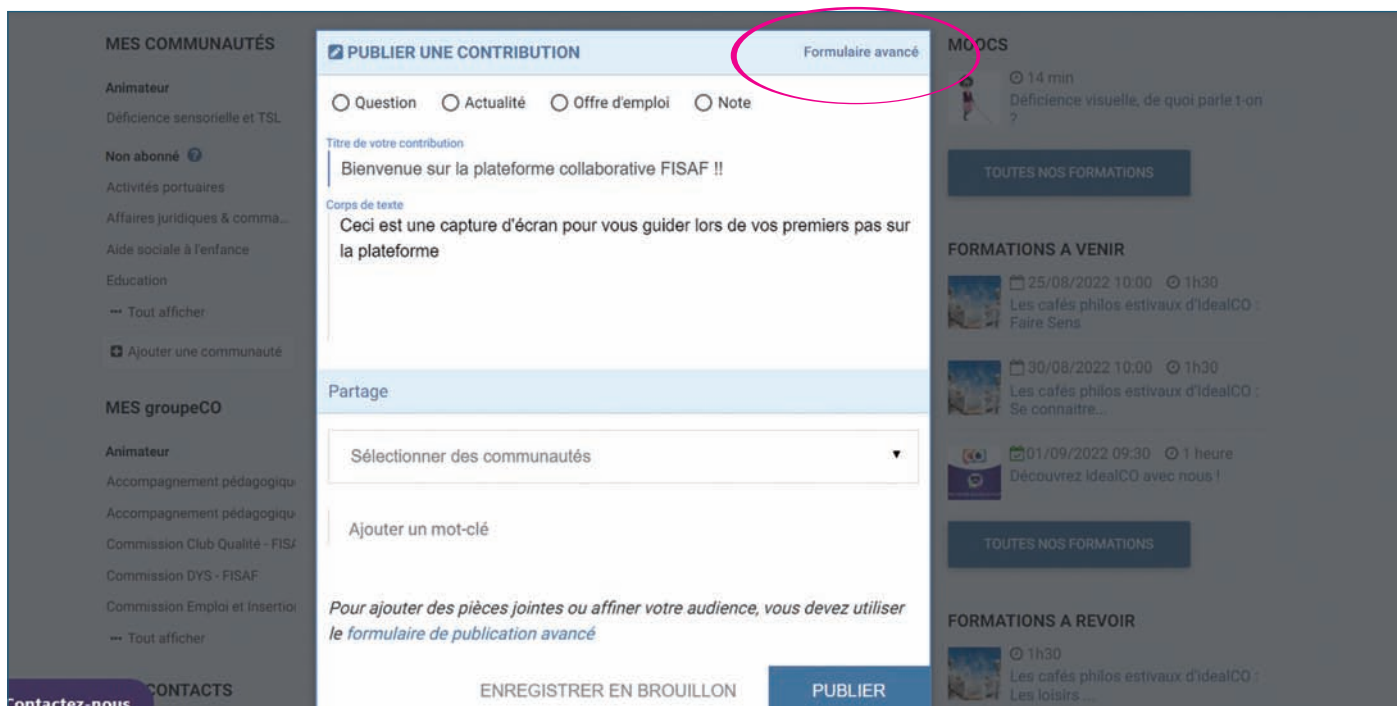 MES COMMUNAUTÉS
Animateur
Déficience sensorielle et TSL
Non abonné ?
Activités portuaires
Affaires juridiques & comma...
Aide sociale à l'enfance
Education
Tout afficher
Ajouter une communauté
MES groupeCO
Animateur
Accompagnement pédagogiqu
Accompagnement pédagogiqu
Commission Club Qualité - FISA
Commission DYS - FISAF
Commission Emploi et Insertion
Tout afficher
CONTACTS
Contactez-nous
PUBLIER UNE CONTRIBUTION
Formulaire avancé
Question Actualité Offre d'emploi Note
Titre de votre contribution
Bienvenue sur la plateforme collaborative FISAF !!
Corps de texte
Ceci est une capture d'écran pour vous guider lors de vos premiers pas sur
la plateforme
Partage
Sélectionner des communautés
Ajouter un mot-clé
Pour ajouter des pièces jointes ou affiner votre audience, vous devez utiliser
le formulaire de publication avancé
ENREGISTRER EN BROUILLON
PUBLIER
MOOCS
14 min
Déficience visuelle, de quoi parle t-on
?
TOUTES NOS FORMATIONS
FORMATIONS A VENIR
25/08/2022 10:00 1h30
Les cafés philos estivaux d'IdealCO :
Faire Sens
30/08/2022 10:00 1h30
Les cafés philos estivaux d'IdealCO :
Se connaitre...
01/09/2022 09:30 1 heure
Découvrez IdealCO avec nous !
TOUTES NOS FORMATIONS
FORMATIONS A REVOIR
1h30
Les cafés philos estivaux d'IdealCO :
Les loisirs ...